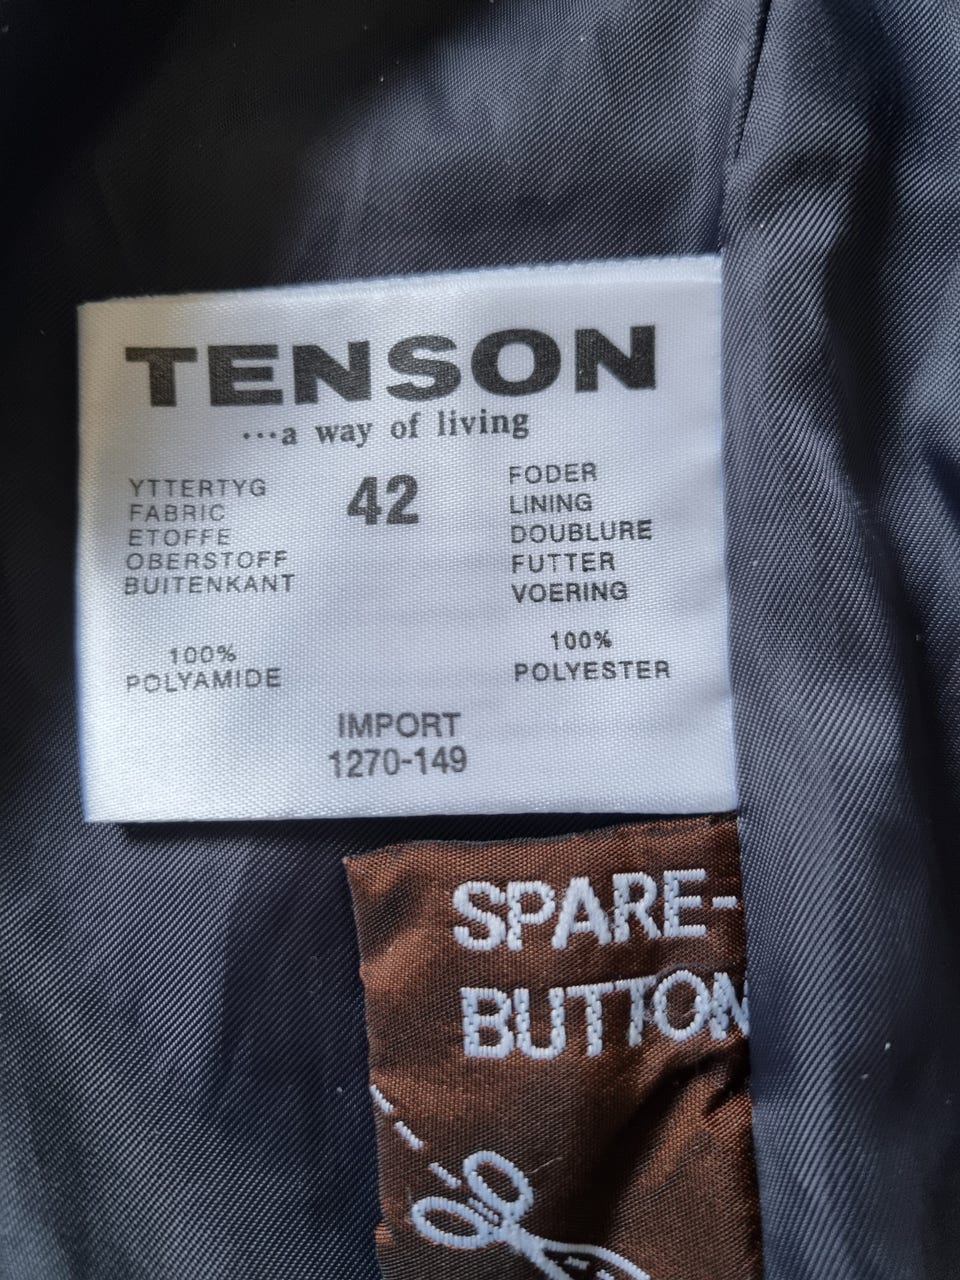 TENSON
...a way of living
42
YTTERTYG
FABRIC
ETOFFE
OBERSTOFF
BUITENKANT
100%
POLYAMIDE
FODER
LINING
DOUBLURE
FUTTER
VOERING
100%
POLYESTER
IMPORT
1270-149
SPARE-
BUTTON